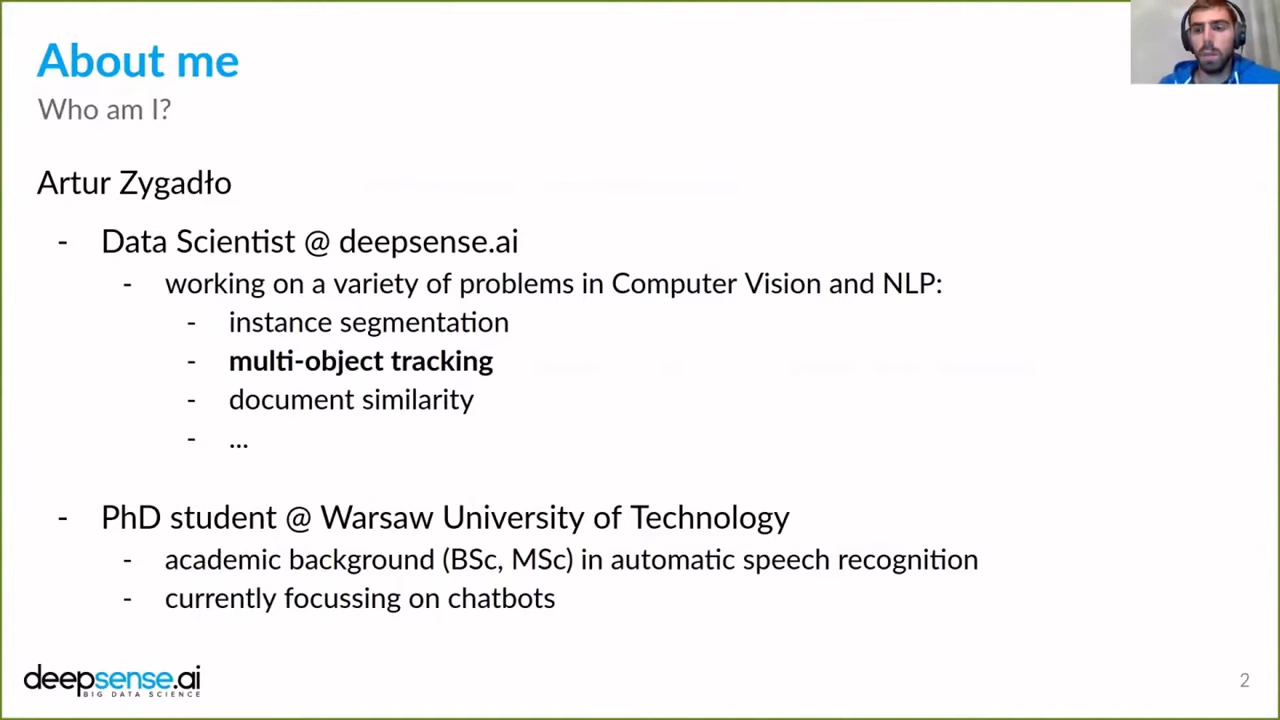 About me
Who am I?
Artur Zygadło
- Data Scientist @ deepsense.ai
- working on a variety of problems in Computer Vision and NLP:
- instance segmentation
- multi-object tracking
- document similarity
- ...
- PhD student @ Warsaw University of Technology
- academic background (BSc, MSc) in automatic speech recognition
- currently focussing on chatbots
deepsense.ai
BIG DATA SCIENCE
2